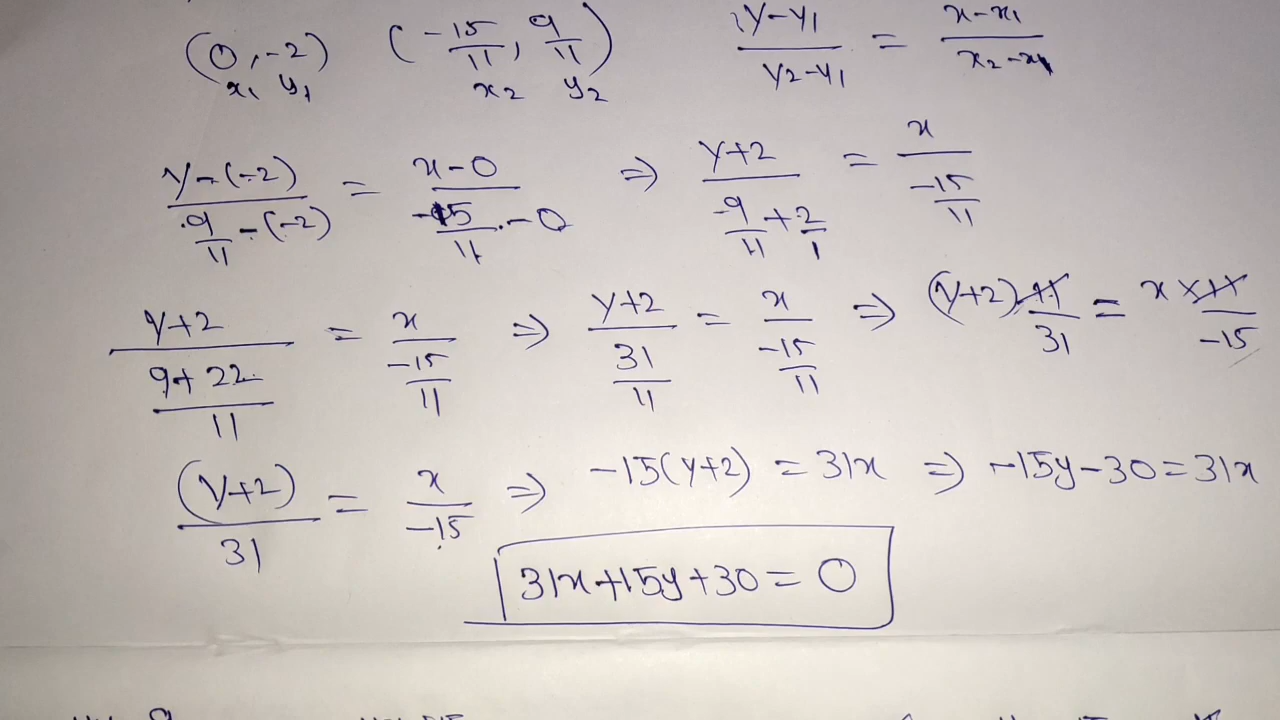 (0, -2) (-15/11, 9/11) (y-y1)/(y2-y1) = (x-x1)/(x2-x1)
x1 y1 x2 y2
(y-(-2))/(9/11-(-2)) = (x-0)/(-15/11-0) ⇒ (y+2)/(9/11+2/1) = x/(-15/11)
(y+2)/((9+22)/11) = x/(-15/11) ⇒ (y+2)/(31/11) = x/(-15/11) ⇒ (y+2)×11/31 = x×11/-15
(y+2)/31 = x/-15 ⇒ -15(y+2) = 31x ⇒ -15y-30=31x
31x+15y+30=0